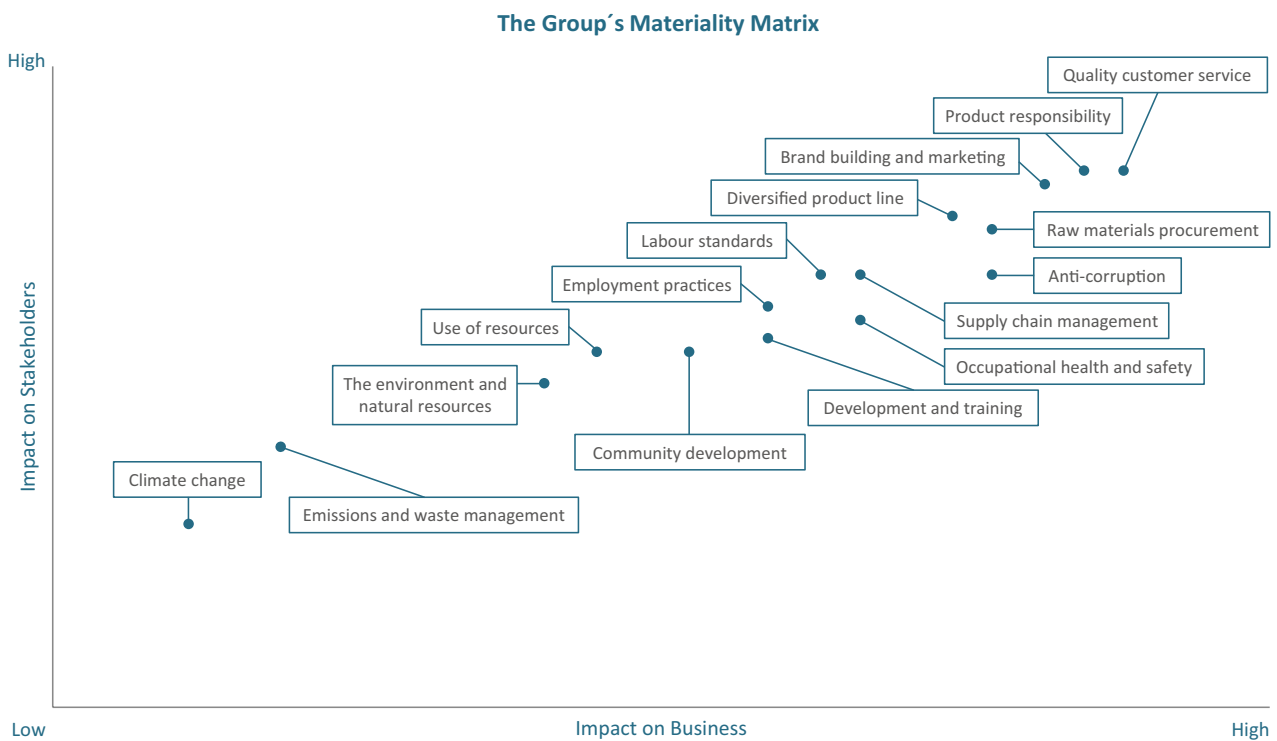 The Group´s Materiality Matrix
High
Quality customer service
Product responsibility
Brand building and marketing
Diversified product line
Raw materials procurement
Labour standards
Anti-corruption
Employment practices
Supply chain management
Use of resources
Occupational health and safety
The environment and
natural resources
Development and training
Community development
Climate change
Emissions and waste management
Impact on Stakeholders
Low
Impact on Business
High